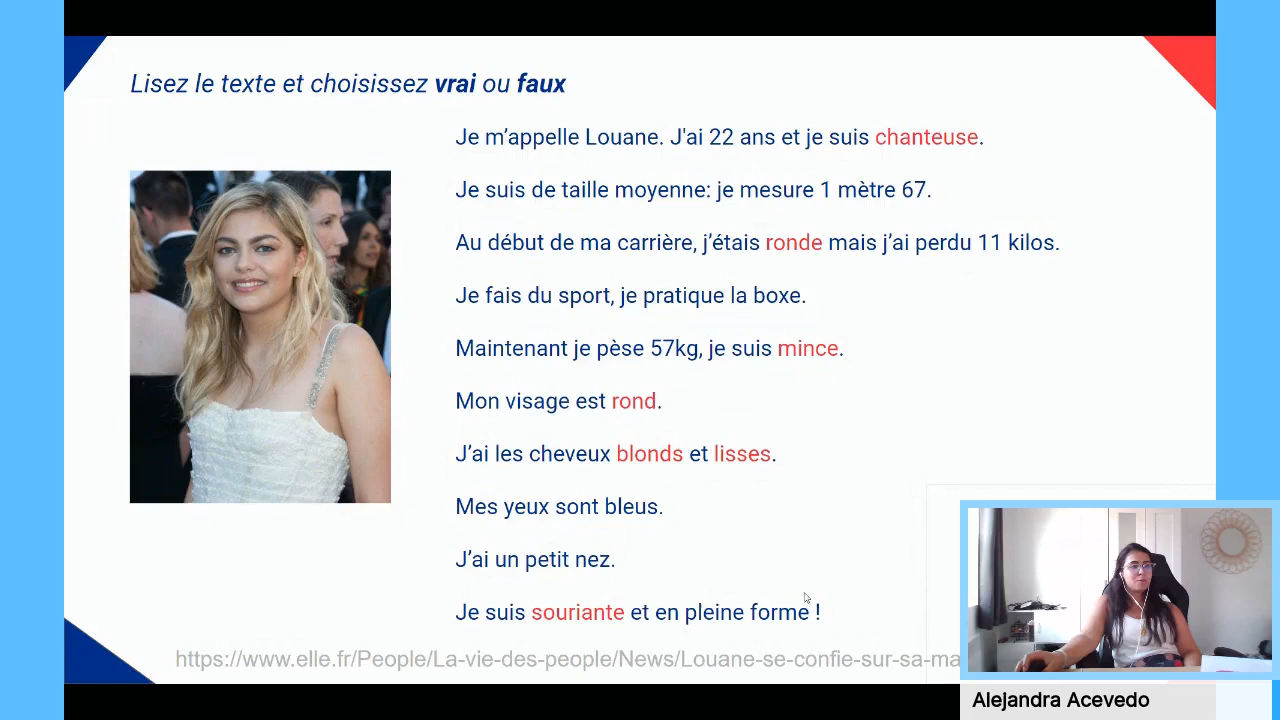 Lisez le texte et choisissez vrai ou faux
Je m’appelle Louane. J'ai 22 ans et je suis chanteuse.
Je suis de taille moyenne: je mesure 1 mètre 67.
Au début de ma carrière, j’étais ronde mais j’ai perdu 11 kilos.
Je fais du sport, je pratique la boxe.
Maintenant je pèse 57kg, je suis mince.
Mon visage est rond.
J’ai les cheveux blonds et lisses.
Mes yeux sont bleus.
J’ai un petit nez.
Je suis souriante et en pleine forme !
https://www.elle.fr/People/La-vie-des-people/News/Louane-se-confie-sur-sa-ma
Alejandra Acevedo